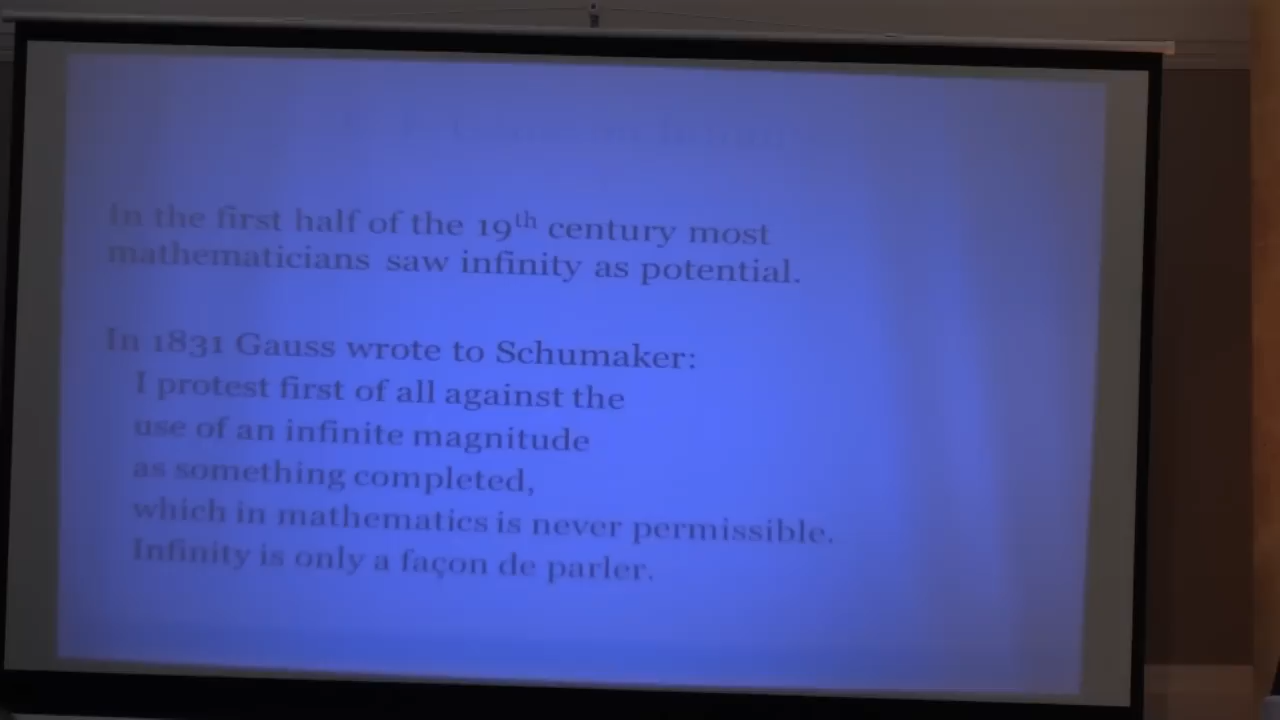 In the first half of the 19th century most
mathematicians saw infinity as potential.
In 1831 Gauss wrote to Schumaker:
I protest first of all against the
use of an infinite magnitude
as something completed,
which in mathematics is never permissible.
Infinity is only a façon de parler.